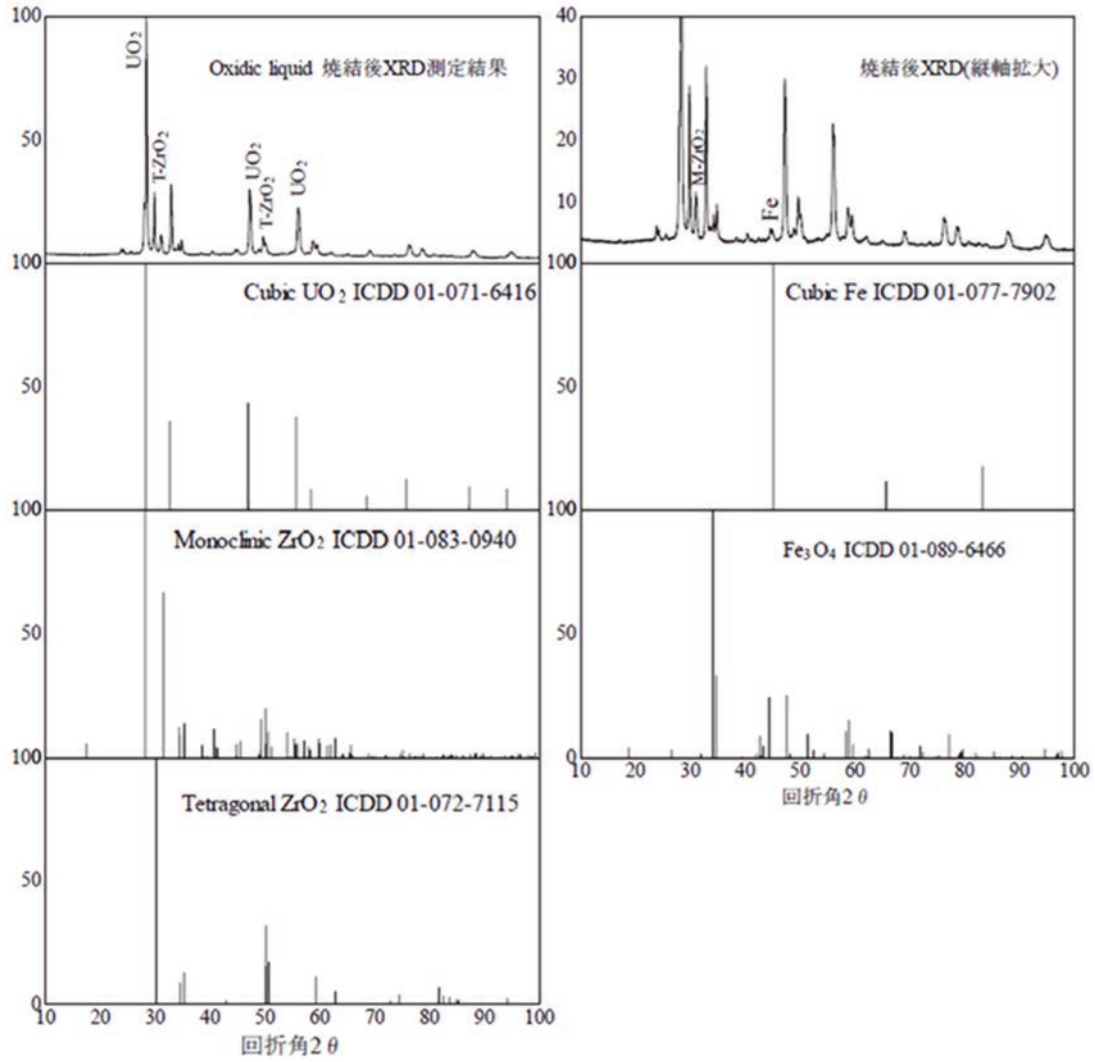 100
50
100
Oxidic liquid 燒結後XRD測定結果
UO2
T-ZrO2
UO2
T-ZrO2
UO2
Cubic UO2 ICDD 01-071-6416
50
100
Monoclinic ZrO2 ICDD 01-083-0940
50
100
Tetragonal ZrO2 ICDD 01-072-7115
50
0
10 20 30 40 50 60 70 80 90 100
回折角2 θ
40
30
20
10
燒結後XRD(縦軸拡大)
M-ZrO2
Fe
100
Cubic Fe ICDD 01-077-7902
50
100
Fe3O4 ICDD 01-089-6466
50
0
10 20 30 40 50 60 70 80 90 100
回折角2 θ